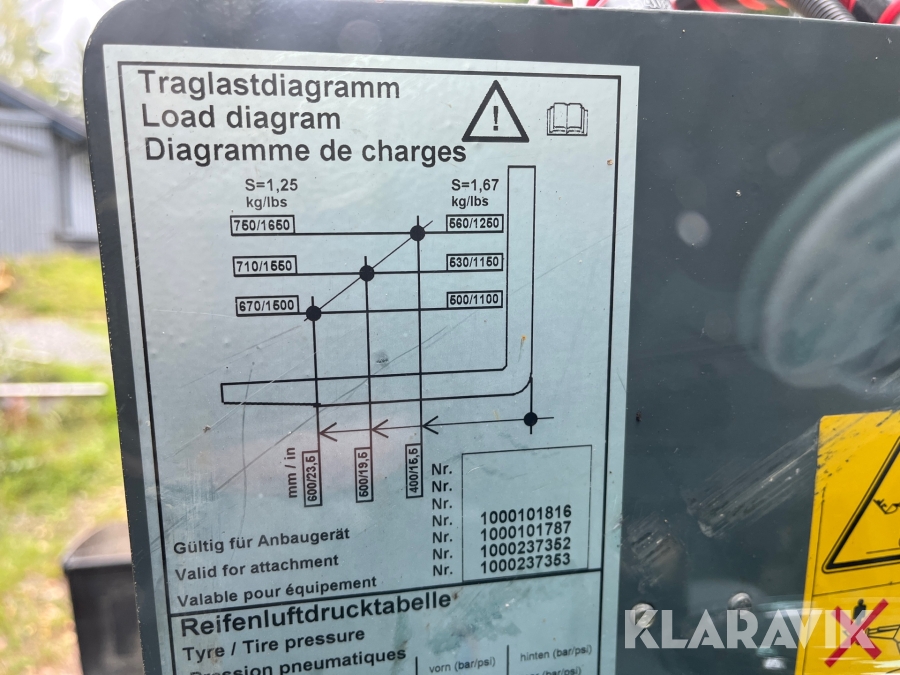 Traglastdiagramm
Load diagram
Diagramme de charges
!
S=1,25
kg/lbs
S=1,67
kg/lbs
750/1650
560/1250
710/1550
530/1150
670/1500
500/1100
mm / in
600/23,5
500/19,5
400/15,5
Nr.
Nr.
Nr.
Nr. 1000101816
Nr. 1000101787
Nr. 1000237352
Nr. 1000237353
Gültig für Anbaugerät
Valid for attachment
Valable pour équipement
Reifenluftdrucktabelle
Tyre / Tire pressure
Pression pneumatiques
vorn (bar/psi)
hinten (bar/psi)
KLARAVIK